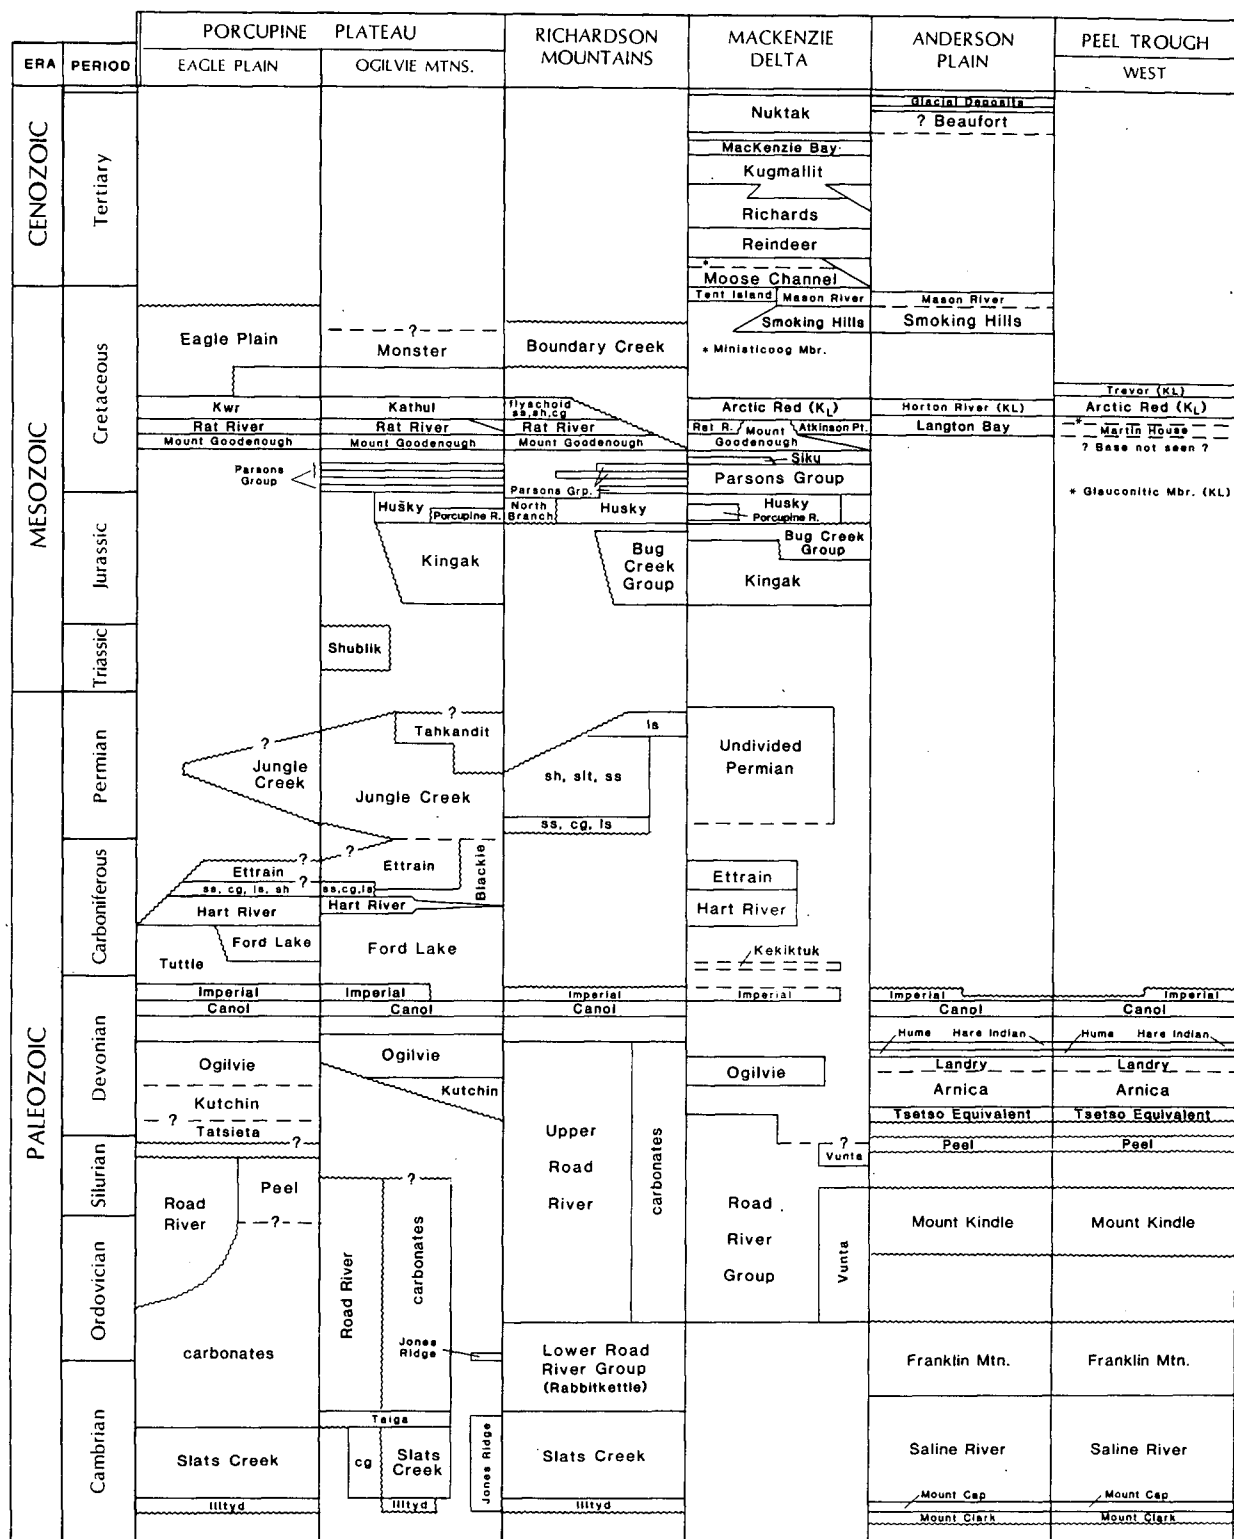 PORCUPINE PLATEAU
RICHARDSON MOUNTAINS
MACKENZIE DELTA
ANDERSON PLAIN
PEEL TROUGH
ERA PERIOD EAGLE PLAIN OGILVIE MTNS. WEST
CENOZOIC
Tertiary
Glacial Deposits
Nuktak
? Beaufort
MacKenzie Bay
Kugmallit
Richards
Reindeer
*
Moose Channel
MESOZOIC
Cretaceous
Tent Island Mason River Mason River
Smoking Hills Smoking Hills
Eagle Plain
?
Monster
Boundary Creek
* Ministicoog Mbr.
Trevor (KL)
Kwr Kathul
flyschoid
ss, sh, cg
Arctic Red (KL) Horton River (KL) Arctic Red (KL)
Rat River Rat River Rat River
Rat R. Mount Goodenough Atkinson Pt.
Langton Bay
*
Martin House
Mount Goodenough Mount Goodenough Mount Goodenough
? Base not seen ?
Siku
Parsons Group
Parsons Grp.
Parsons Group
* Glauconitic Mbr. (KL)
Jurassic
Hušky
Porcupine R.
North Branch
Husky
Husky
Porcupine R.
Kingak
Bug Creek Group
Bug Creek Group
Kingak
Triassic
Shublik
PALEOZOIC
Permian
?
?
Tahkandit
ls
Jungle Creek
Jungle Creek
sh, slt, ss
ss, cg, ls
Undivided Permian
Carboniferous
?
?
Ettrain
Ettrain
Blackie
Ettrain
ss, cg, ls, sh
?
ss,cg,ls
Hart River Hart River Hart River
Ford Lake
Ford Lake
Tuttle
Kekiktuk
Devonian
Imperial Imperial Imperial Imperial Imperial Imperial
Canol Canol Canol Canol Canol
Hume Hare Indian Hume Hare Indian
Ogilvie Ogilvie Ogilvie
Landry Landry
Kutchin Kutchin
Arnica Arnica
?
Tatsieta
Tsetso Equivalent Tsetso Equivalent
Silurian
?
Upper Road River
carbonates
?
Vunta
Peel Peel
Road River
Peel
?
?
Road River
carbonates
Road River Group
Vunta
Mount Kindle Mount Kindle
Ordovician
carbonates
Jones Ridge
Lower Road River Group
(Rabbitkettle)
Franklin Mtn. Franklin Mtn.
Cambrian
Taiga
Slats Creek
cg
Slats Creek
Jones Ridge
Slats Creek
Saline River Saline River
Illtyd Illtyd Illtyd
Mount Cap Mount Cap
Mount Clark Mount Clark